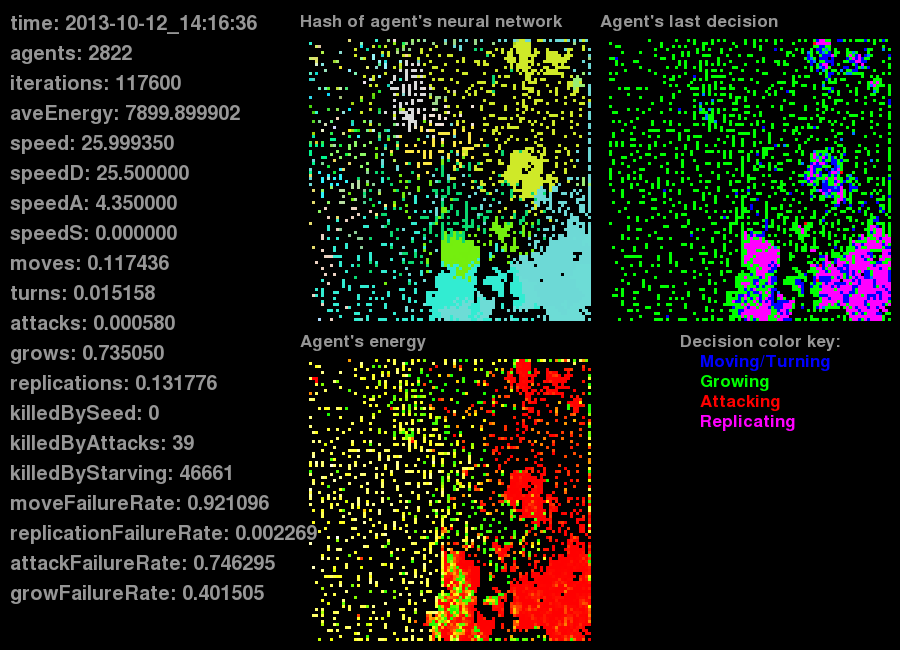 time: 2013-10-12_14:16:36
agents: 2822
iterations: 117600
aveEnergy: 7899.899902
speed: 25.999350
speedD: 25.500000
speedA: 4.350000
speedS: 0.000000
moves: 0.117436
turns: 0.015158
attacks: 0.000580
grows: 0.735050
replications: 0.131776
killedBySeed: 0
killedByAttacks: 39
killedByStarving: 46661
moveFailureRate: 0.921096
replicationFailureRate: 0.002269
attackFailureRate: 0.746295
growFailureRate: 0.401505
Hash of agent's neural network
Agent's last decision
Agent's energy
Decision color key:
Moving/Turning
Growing
Attacking
Replicating